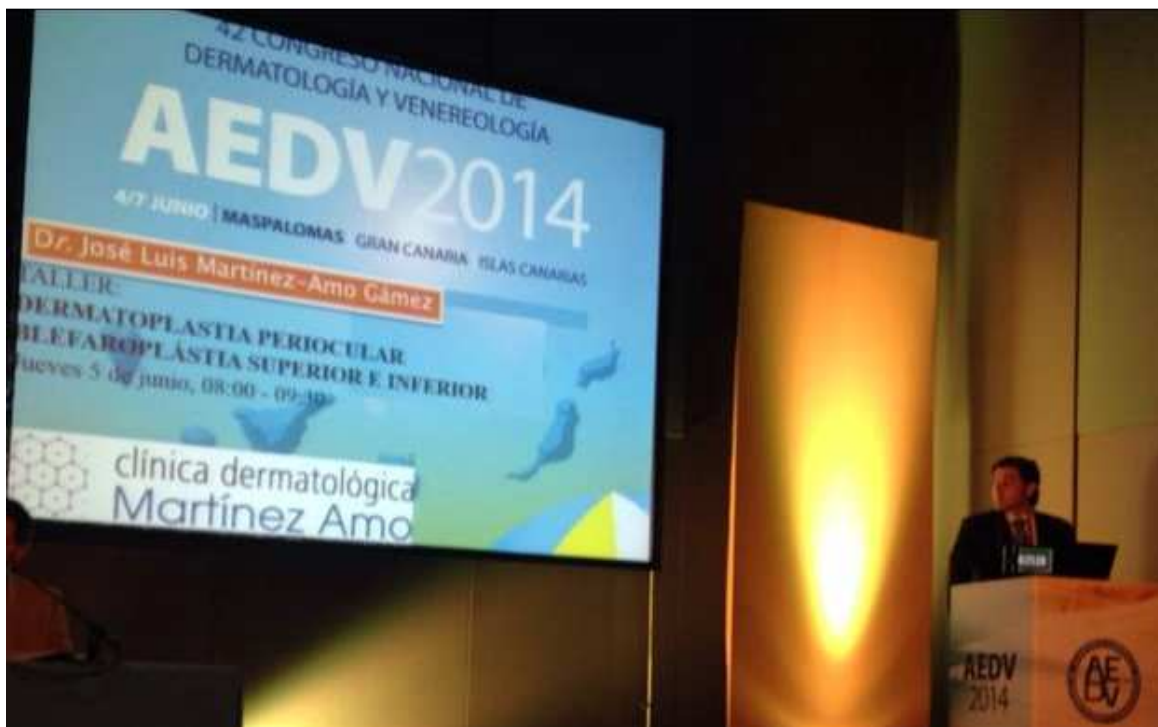 42 CONGRESO NACIONAL DE
DERMATOLOGÍA Y VENEREOLOGÍA
AEDV2014
4/7 JUNIO | MASPALOMAS GRAN CANARIA ISLAS CANARIAS
Dr. José Luis Martínez-Amo Gámez
TALLER:
DERMATOPLASTIA PERIOCULAR
BLEFAROPLÁSTIA SUPERIOR E INFERIOR
Jueves 5 de junio, 08:00 - 09:30
clínica dermatológica
Martínez Amo
AEDV
2014
AEDV